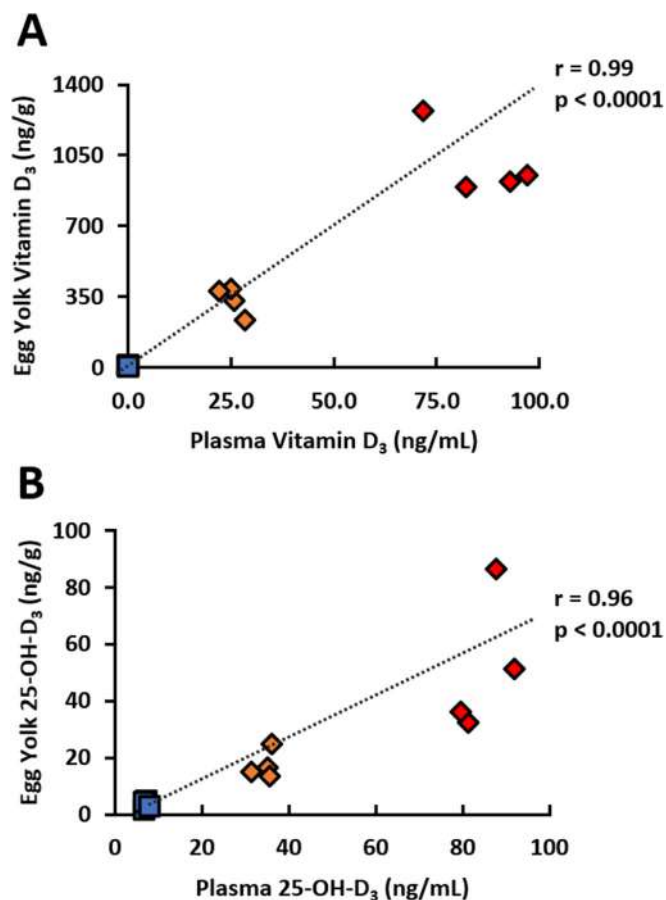 A
r = 0.99
p < 0.0001
Egg Yolk Vitamin D₃ (ng/g)
1400
1050
700
350
0
0.0 25.0 50.0 75.0 100.0
Plasma Vitamin D₃ (ng/mL)
B
r = 0.96
p < 0.0001
Egg Yolk 25-OH-D₃ (ng/g)
100
80
60
40
20
0
0 20 40 60 80 100
Plasma 25-OH-D₃ (ng/mL)